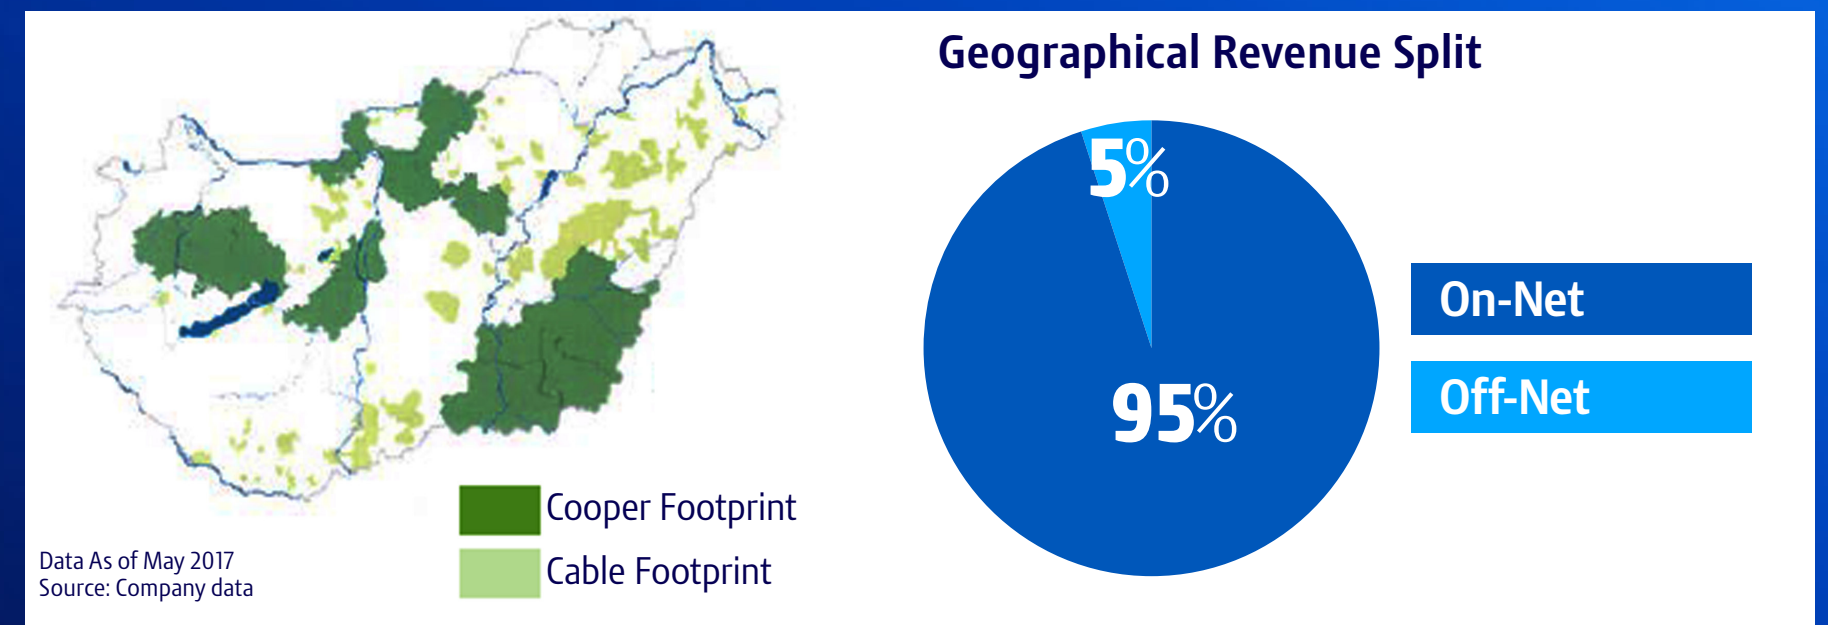 Geographical Revenue Split
5%
95%
On-Net
Off-Net
Cooper Footprint
Cable Footprint
Data As of May 2017
Source: Company data